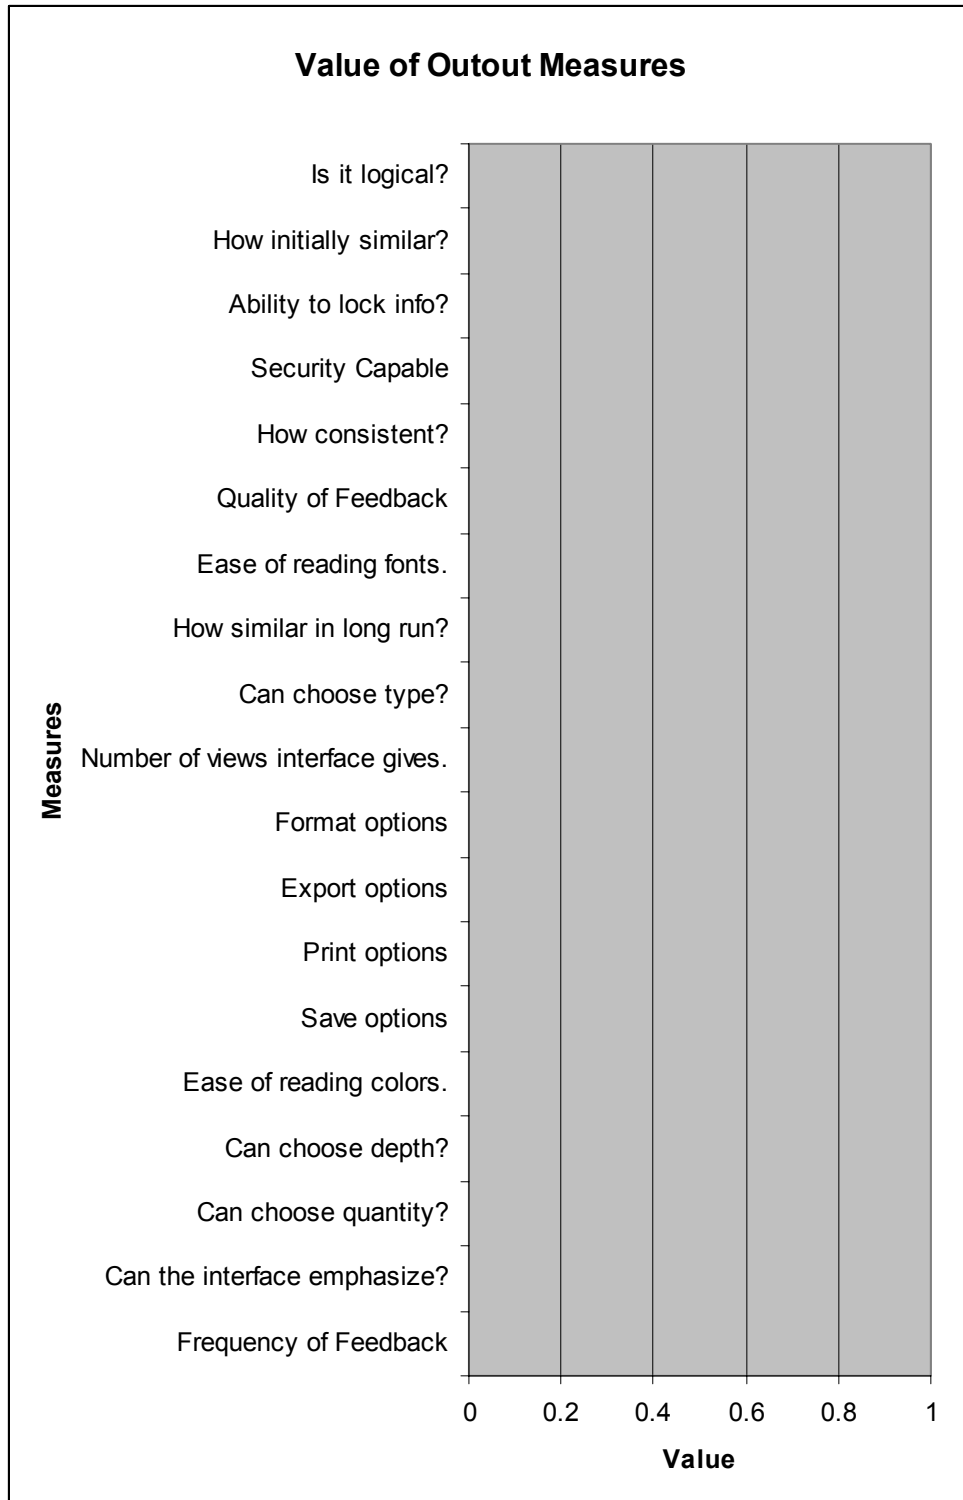 Value of Outout Measures
Is it logical?
How initially similar?
Ability to lock info?
Security Capable
How consistent?
Quality of Feedback
Ease of reading fonts.
How similar in long run?
Can choose type?
Number of views interface gives.
Format options
Export options
Print options
Save options
Ease of reading colors.
Can choose depth?
Can choose quantity?
Can the interface emphasize?
Frequency of Feedback
Measures
0 0.2 0.4 0.6 0.8 1
Value